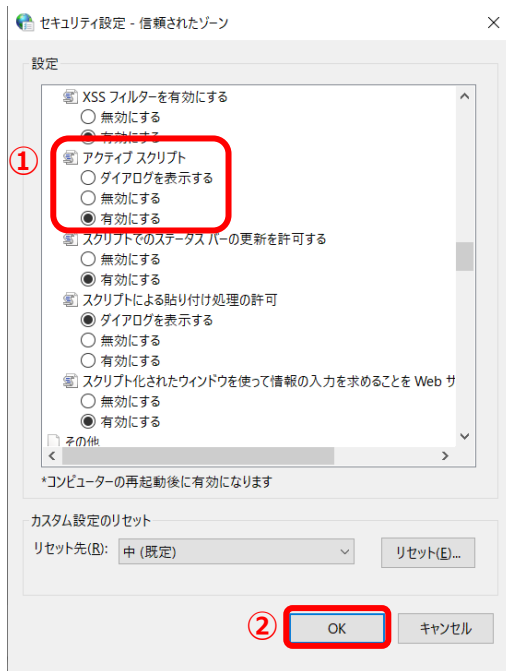 セキュリティ設定 - 信頼されたゾーン
設定
XSS フィルターを有効にする
無効にする
有効にする
①
アクティブ スクリプト
ダイアログを表示する
無効にする
有効にする
スクリプトでのステータス バーの更新を許可する
無効にする
有効にする
スクリプトによる貼り付け処理の許可
ダイアログを表示する
無効にする
有効にする
スクリプト化されたウィンドウを使って情報の入力を求めることを Web サ
無効にする
有効にする
その他
*コンピューターの再起動後に有効になります
カスタム設定のリセット
リセット先(R): 中 (既定) リセット(E)...
② OK キャンセル